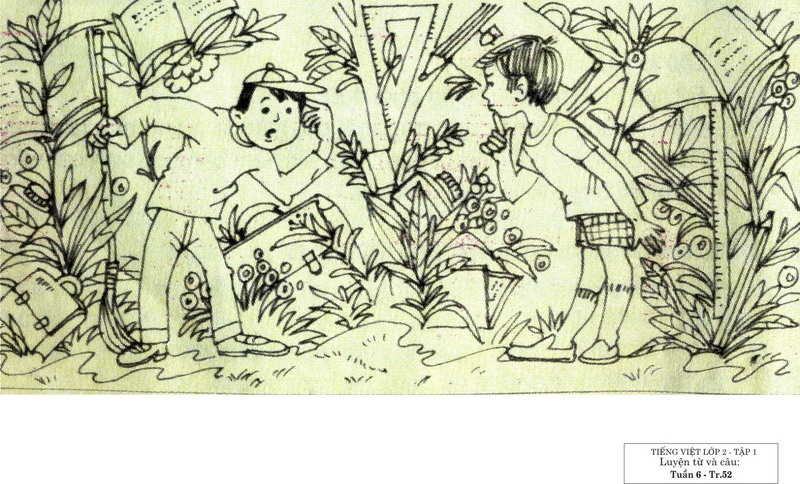 TIẾNG VIỆT LỚP 2 - TẬP 1
Luyện từ và câu:
Tuần 6 - Tr.52